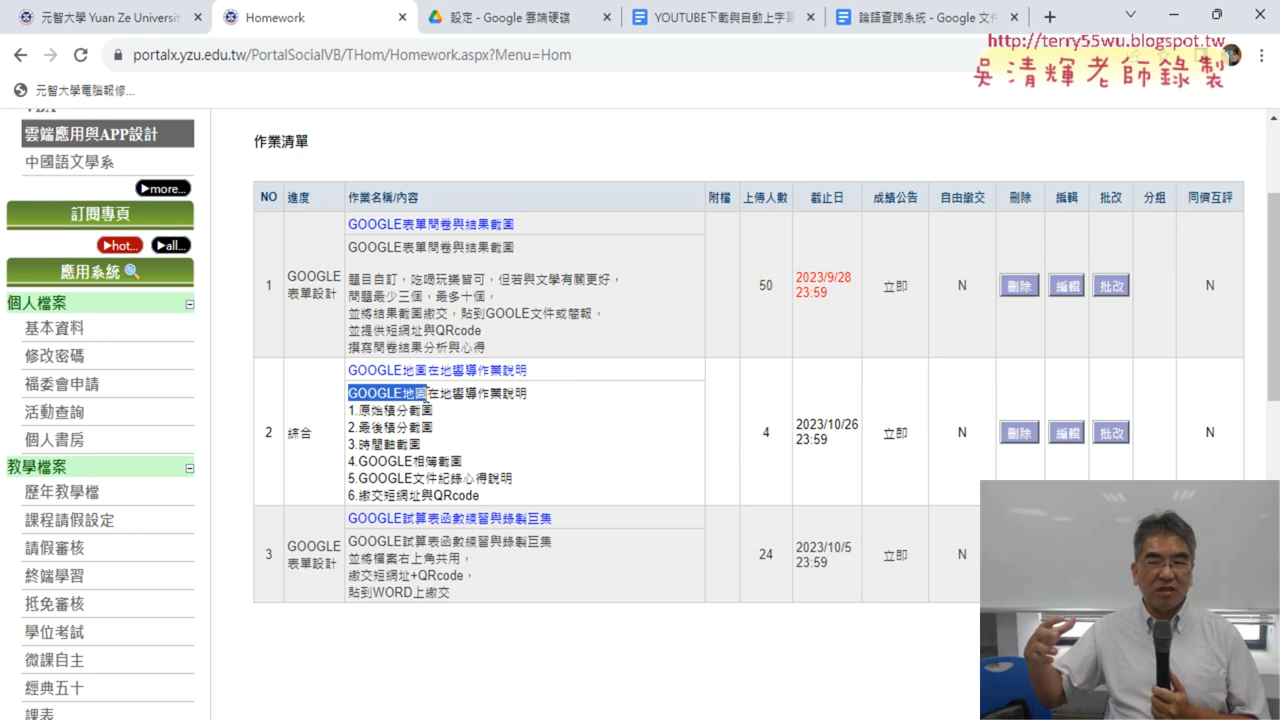 元智大學 Yuan Ze Universit
Homework
設定 - Google 雲端硬碟
YOUTUBE下載與自動上字幕
論語查詢系統 - Google 文件
portalx.yzu.edu.tw/PortalSocialVB/THom/Homework.aspx?Menu=Hom
http://terry55wu.blogspot.tw
吳清輝老師錄製
元智大學電腦報修...
VBA
雲端應用與APP設計
中國語文學系
▶more...
訂閱專頁
▶hot... ▶all...
應用系統
個人檔案
基本資料
修改密碼
福委會申請
活動查詢
個人書房
教學檔案
歷年教學檔
課程請假設定
請假審核
終端學習
抵免審核
學位考試
微課自主
經典五十
課表
作業清單
NO 進度 作業名稱/內容 附檔 上傳人數 截止日 成績公告 自由繳交 刪除 編輯 批改 分組 同儕互評
GOOGLE表單問卷與結果截圖
GOOGLE表單問卷與結果截圖
題目自訂，吃喝玩樂皆可，但若與文學有關更好，
問題最少三個，最多十個，
並將結果截圖繳交，貼到GOOLE文件或簡報，
並提供短網址與QRcode
撰寫問卷結果分析與心得
1 GOOGLE表單設計 50 2023/9/28 23:59 立即 N 刪除 編輯 批改 N
GOOGLE地圖在地嚮導作業說明
GOOGLE地圖在地嚮導作業說明
1.原始積分截圖
2.最後積分截圖
3.時間軸截圖
4.GOOGLE相簿截圖
5.GOOGLE文件紀錄心得說明
6.繳交短網址與QRcode
2 綜合 4 2023/10/26 23:59 立即 N 刪除 編輯 批改 N
GOOGLE試算表函數練習與錄製巨集
GOOGLE試算表函數練習與錄製巨集
並將檔案右上角共用，
繳交短網址+QRcode，
貼到WORD上繳交
3 GOOGLE表單設計 24 2023/10/5 23:59 立即 N